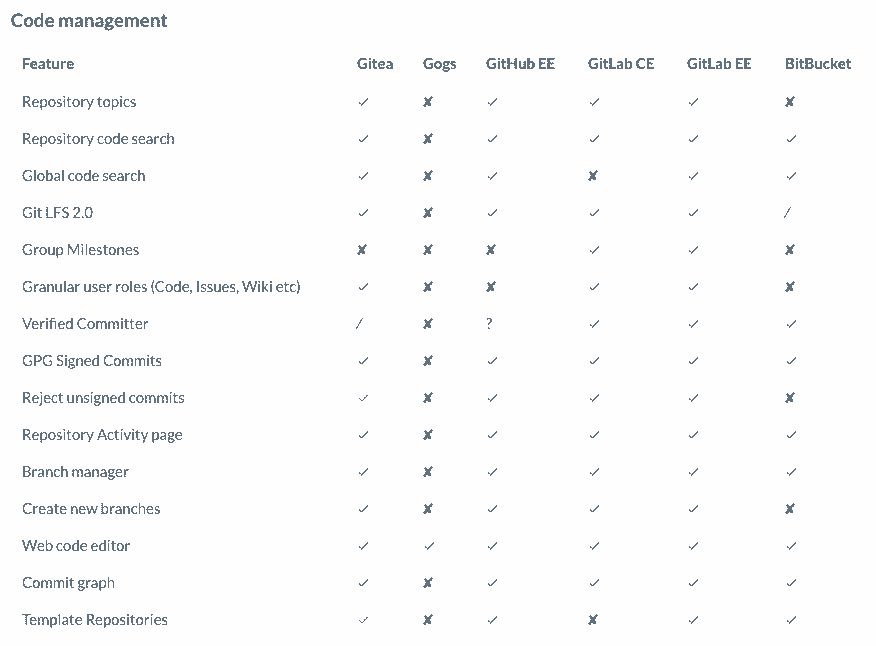 Code management
Feature Gitea Gogs GitHub EE GitLab CE GitLab EE BitBucket
Repository topics ✓ ✘ ✓ ✓ ✓ ✘
Repository code search ✓ ✘ ✓ ✓ ✓ ✓
Global code search ✓ ✘ ✓ ✘ ✓ ✓
Git LFS 2.0 ✓ ✘ ✓ ✓ ✓ /
Group Milestones ✘ ✘ ✘ ✓ ✓ ✘
Granular user roles (Code, Issues, Wiki etc) ✓ ✘ ✘ ✓ ✓ ✘
Verified Committer / ✘ ? ✓ ✓ ✓
GPG Signed Commits ✓ ✘ ✓ ✓ ✓ ✓
Reject unsigned commits ✓ ✘ ✓ ✓ ✓ ✘
Repository Activity page ✓ ✘ ✓ ✓ ✓ ✓
Branch manager ✓ ✘ ✓ ✓ ✓ ✓
Create new branches ✓ ✘ ✓ ✓ ✓ ✘
Web code editor ✓ ✓ ✓ ✓ ✓ ✓
Commit graph ✓ ✘ ✓ ✓ ✓ ✓
Template Repositories ✓ ✘ ✓ ✘ ✓ ✓